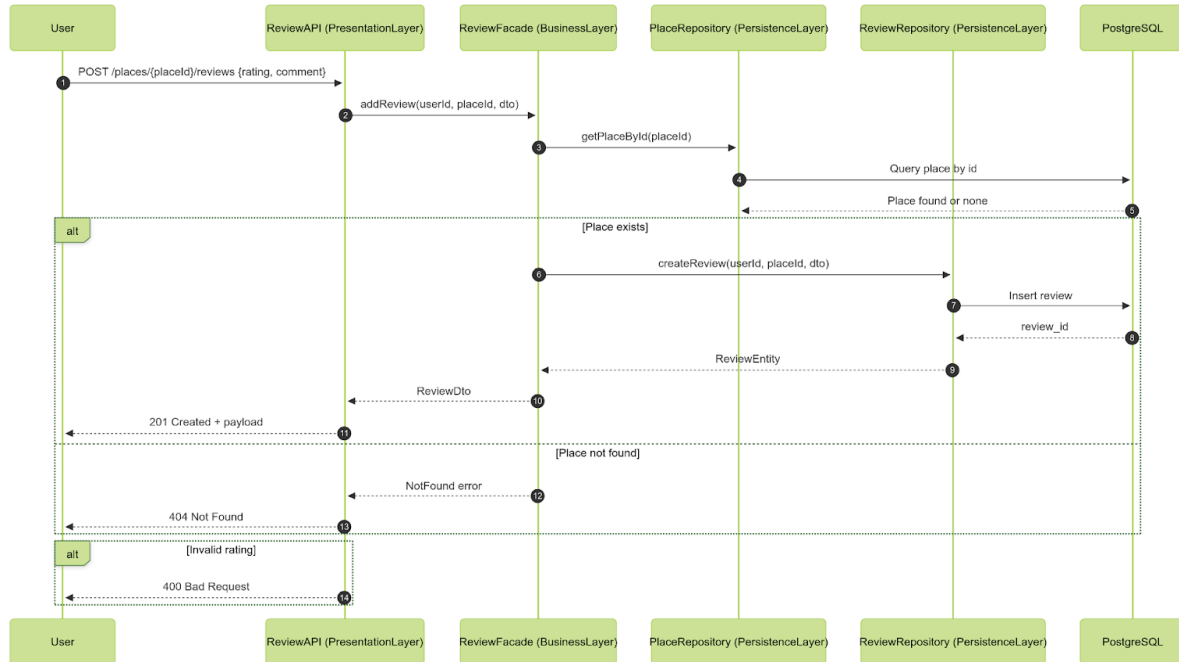 User
ReviewAPI (PresentationLayer)
ReviewFacade (BusinessLayer)
PlaceRepository (PersistenceLayer)
ReviewRepository (PersistenceLayer)
PostgreSQL
1
POST /places/{placeId}/reviews {rating, comment}
2
addReview(userId, placeId, dto)
3
getPlaceById(placeId)
4
Query place by id
Place found or none
5
alt
[Place exists]
6
createReview(userId, placeId, dto)
7
Insert review
review_id
8
ReviewEntity
9
ReviewDto
10
201 Created + payload
11
[Place not found]
NotFound error
12
404 Not Found
13
alt
[Invalid rating]
400 Bad Request
14
User
ReviewAPI (PresentationLayer)
ReviewFacade (BusinessLayer)
PlaceRepository (PersistenceLayer)
ReviewRepository (PersistenceLayer)
PostgreSQL